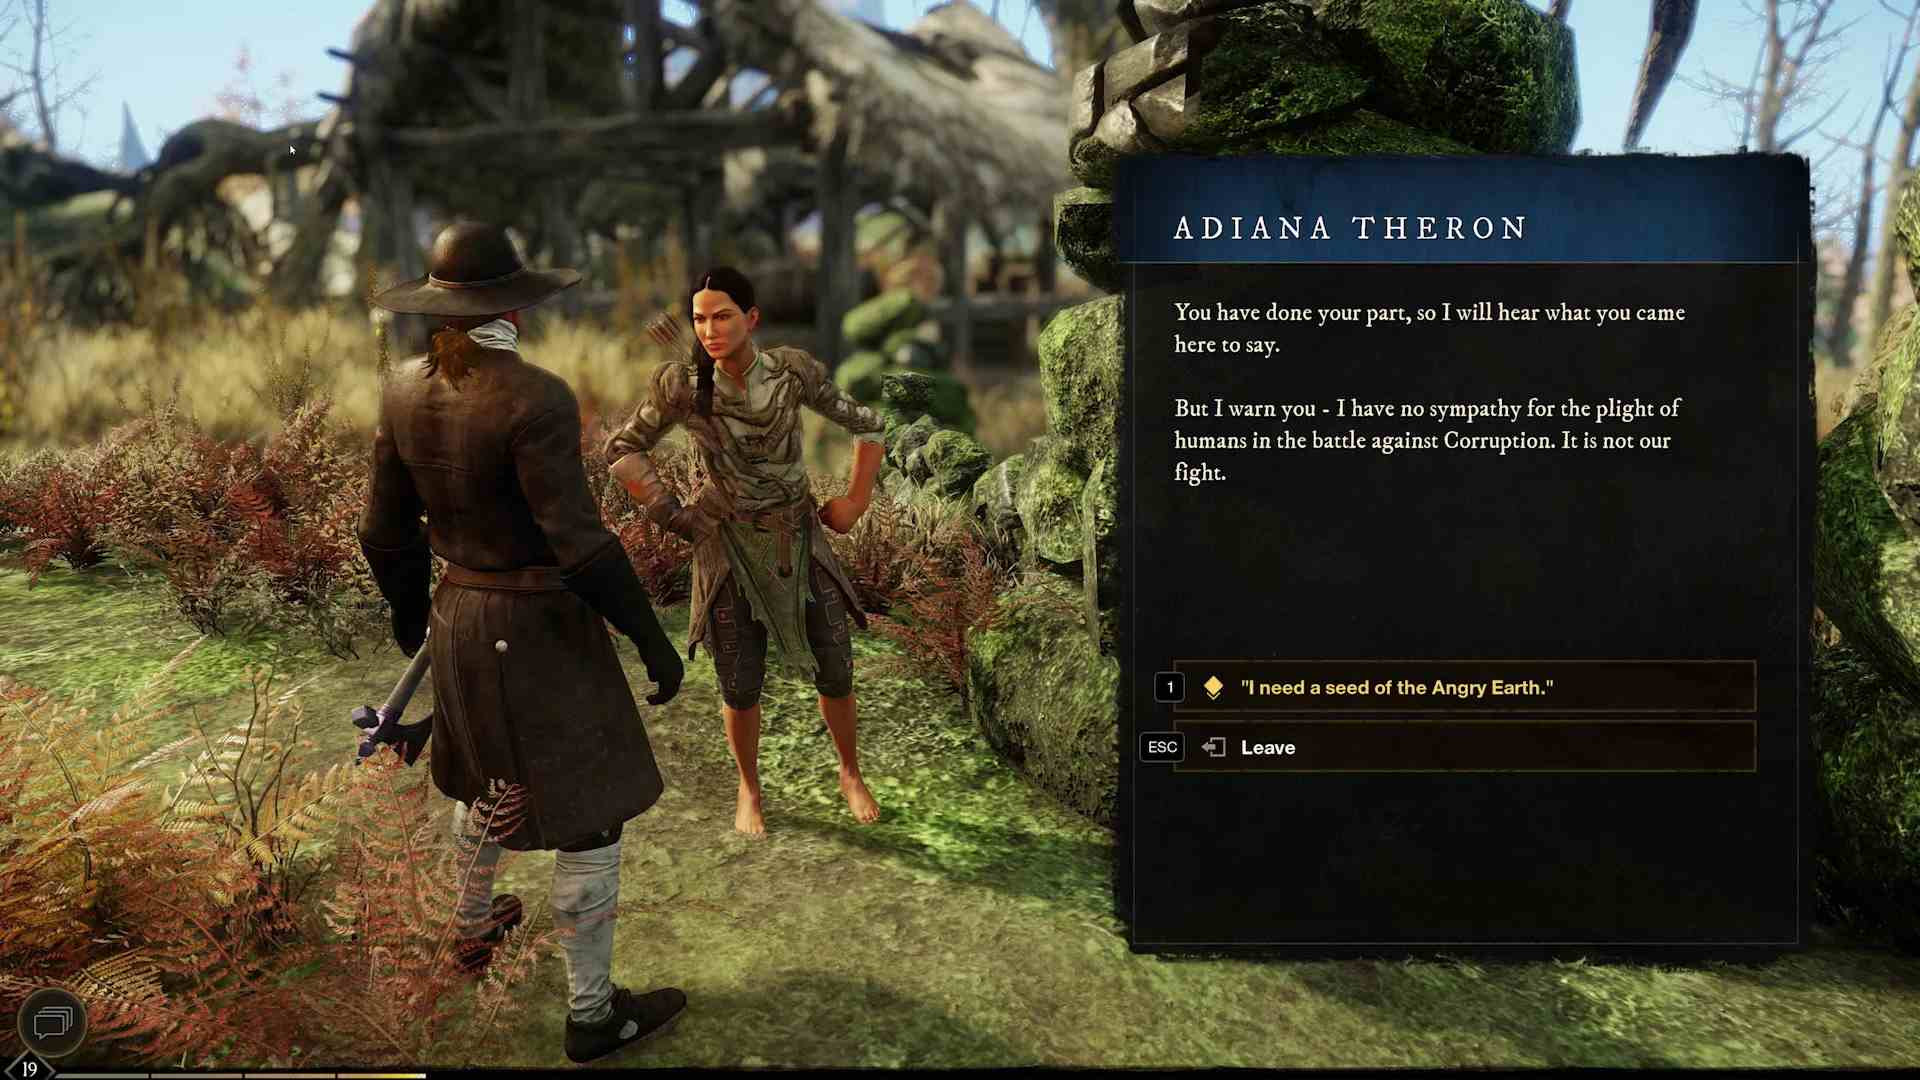 ADIANA THERON
You have done your part, so I will hear what you came
here to say.
But I warn you - I have no sympathy for the plight of
humans in the battle against Corruption. It is not our
fight.
1 "I need a seed of the Angry Earth."
ESC Leave
19